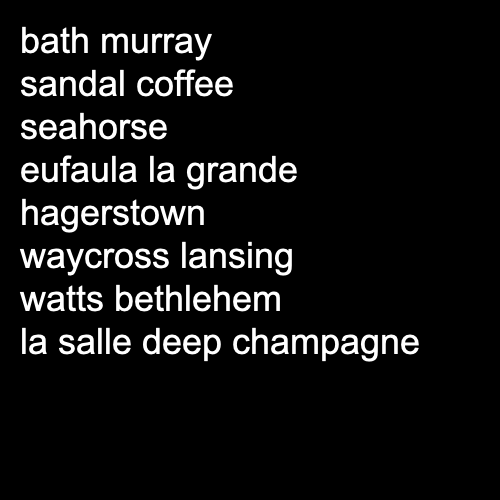 bath murray
sandal coffee
seahorse
eufaula la grande
hagerstown
waycross lansing
watts bethlehem
la salle deep champagne